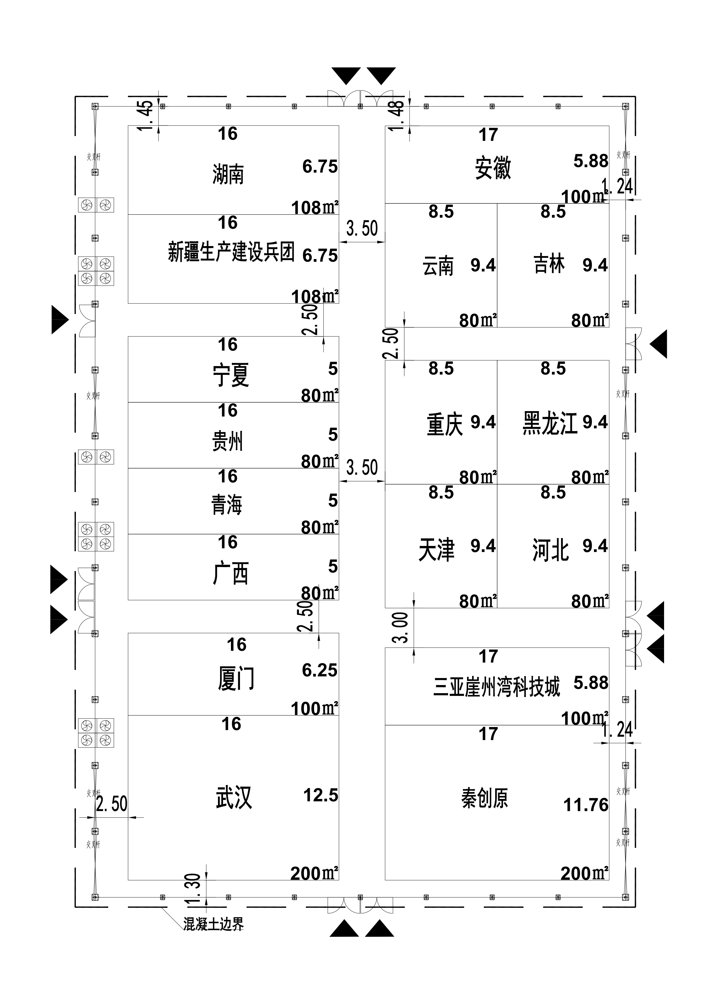 1.45
1.48
16
湖南
6.75
108㎡
17
安徽
5.88
100㎡
1.24
交叉杆
交叉杆
16
新疆生产建设兵团
6.75
108㎡
3.50
8.5
云南
9.4
80㎡
8.5
吉林
9.4
80㎡
2.50
2.50
16
宁夏
5
80㎡
交叉杆
16
贵州
5
80㎡
16
青海
5
80㎡
16
广西
5
80㎡
3.50
8.5
重庆
9.4
80㎡
8.5
黑龙江
9.4
80㎡
交叉杆
8.5
天津
9.4
80㎡
8.5
河北
9.4
80㎡
2.50
3.00
16
厦门
6.25
100㎡
17
三亚崖州湾科技城
5.88
100㎡
1.24
16
武汉
12.5
200㎡
17
秦创原
11.76
200㎡
交叉杆
交叉杆
2.50
交叉杆
交叉杆
1.30
混凝土边界